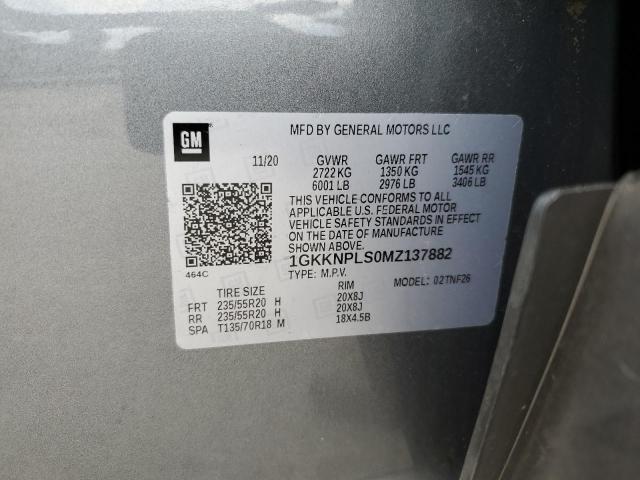 GM
MFD BY GENERAL MOTORS LLC
11/20 GVWR GAWR FRT GAWR RR
2722 KG 1350 KG 1545 KG
6001 LB 2976 LB 3406 LB
THIS VEHICLE CONFORMS TO ALL
APPLICABLE U.S. FEDERAL MOTOR
VEHICLE SAFETY STANDARDS IN EFFECT
ON THE DATE OF MANUFACTURE
SHOWN ABOVE.
1GKKNPLS0MZ137882
464C
TYPE: M.P.V. MODEL: 02TNF26
TIRE SIZE RIM
FRT 235/55R20 H 20X8J
RR 235/55R20 H 20X8J
SPA T135/70R18 M 18X4.5B